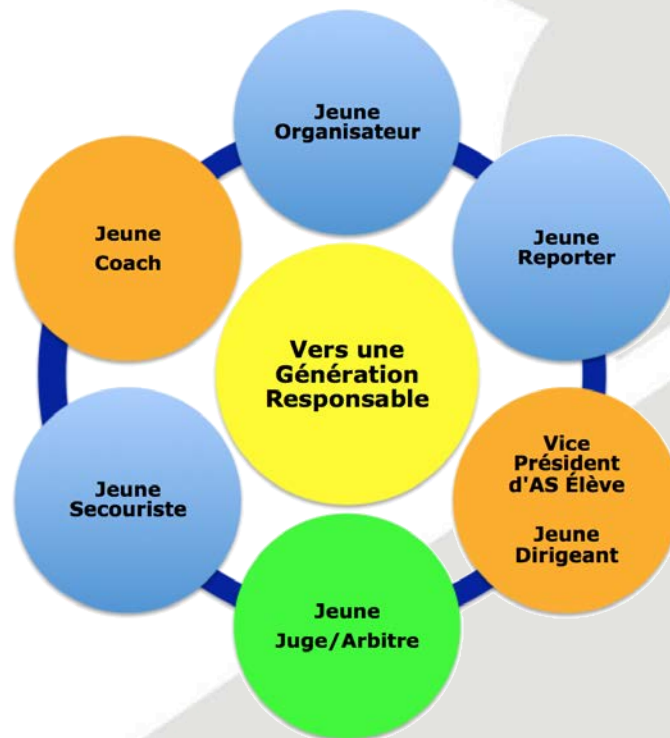 Jeune
Organisateur
Jeune
Reporter
Vice
Président
d'AS Élève
Jeune
Dirigeant
Jeune
Juge/Arbitre
Jeune
Secouriste
Jeune
Coach
Vers une
Génération
Responsable